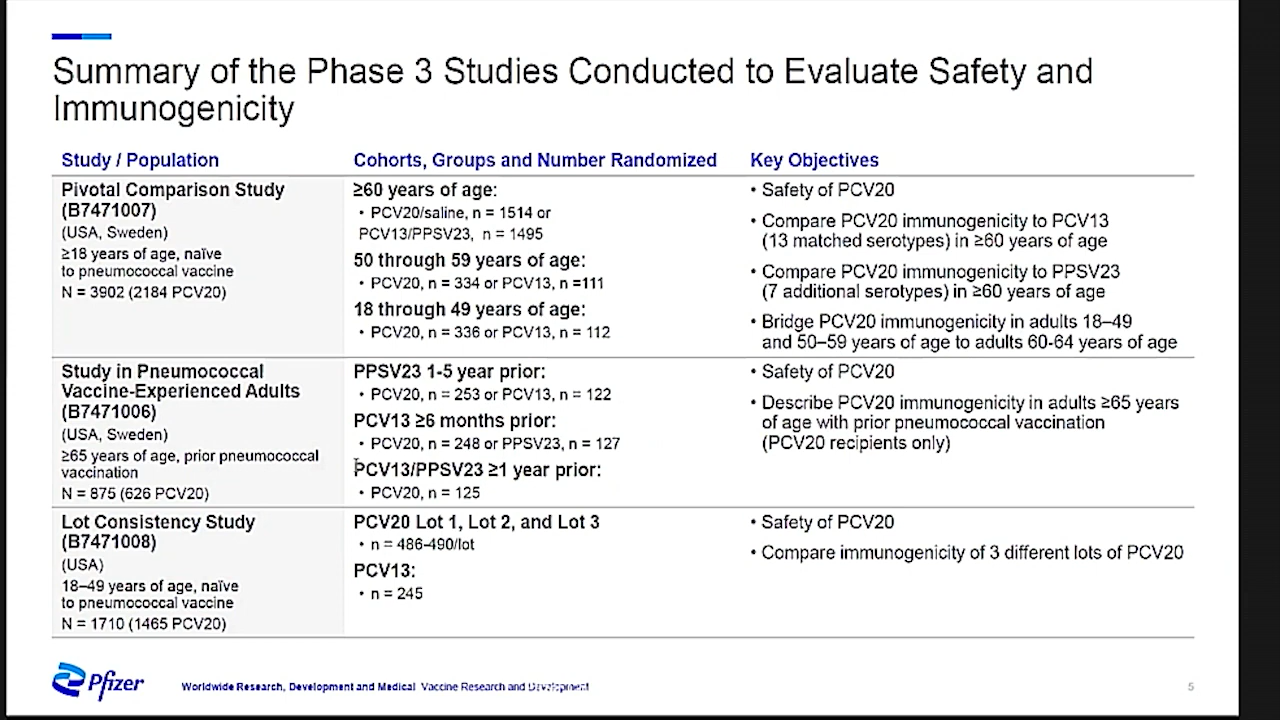 Summary of the Phase 3 Studies Conducted to Evaluate Safety and
Immunogenicity
Study / Population
Cohorts, Groups and Number Randomized
Key Objectives
Pivotal Comparison Study
(B7471007)
(USA, Sweden)
≥18 years of age, naïve
to pneumococcal vaccine
N = 3902 (2184 PCV20)
≥60 years of age:
• PCV20/saline, n = 1514 or
PCV13/PPSV23, n = 1495
50 through 59 years of age:
• PCV20, n = 334 or PCV13, n =111
18 through 49 years of age:
• PCV20, n = 336 or PCV13, n = 112
• Safety of PCV20
• Compare PCV20 immunogenicity to PCV13
(13 matched serotypes) in ≥60 years of age
• Compare PCV20 immunogenicity to PPSV23
(7 additional serotypes) in ≥60 years of age
• Bridge PCV20 immunogenicity in adults 18–49
and 50–59 years of age to adults 60-64 years of age
Study in Pneumococcal
Vaccine-Experienced Adults
(B7471006)
(USA, Sweden)
≥65 years of age, prior pneumococcal
vaccination
N = 875 (626 PCV20)
PPSV23 1-5 year prior:
• PCV20, n = 253 or PCV13, n = 122
PCV13 ≥6 months prior:
• PCV20, n = 248 or PPSV23, n = 127
PCV13/PPSV23 ≥1 year prior:
• PCV20, n = 125
• Safety of PCV20
• Describe PCV20 immunogenicity in adults ≥65 years
of age with prior pneumococcal vaccination
(PCV20 recipients only)
Lot Consistency Study
(B7471008)
(USA)
18–49 years of age, naïve
to pneumococcal vaccine
N = 1710 (1465 PCV20)
PCV20 Lot 1, Lot 2, and Lot 3
• n = 486-490/lot
PCV13:
• n = 245
• Safety of PCV20
• Compare immunogenicity of 3 different lots of PCV20
Pfizer
Worldwide Research, Development and Medical Vaccine Research and Development
5